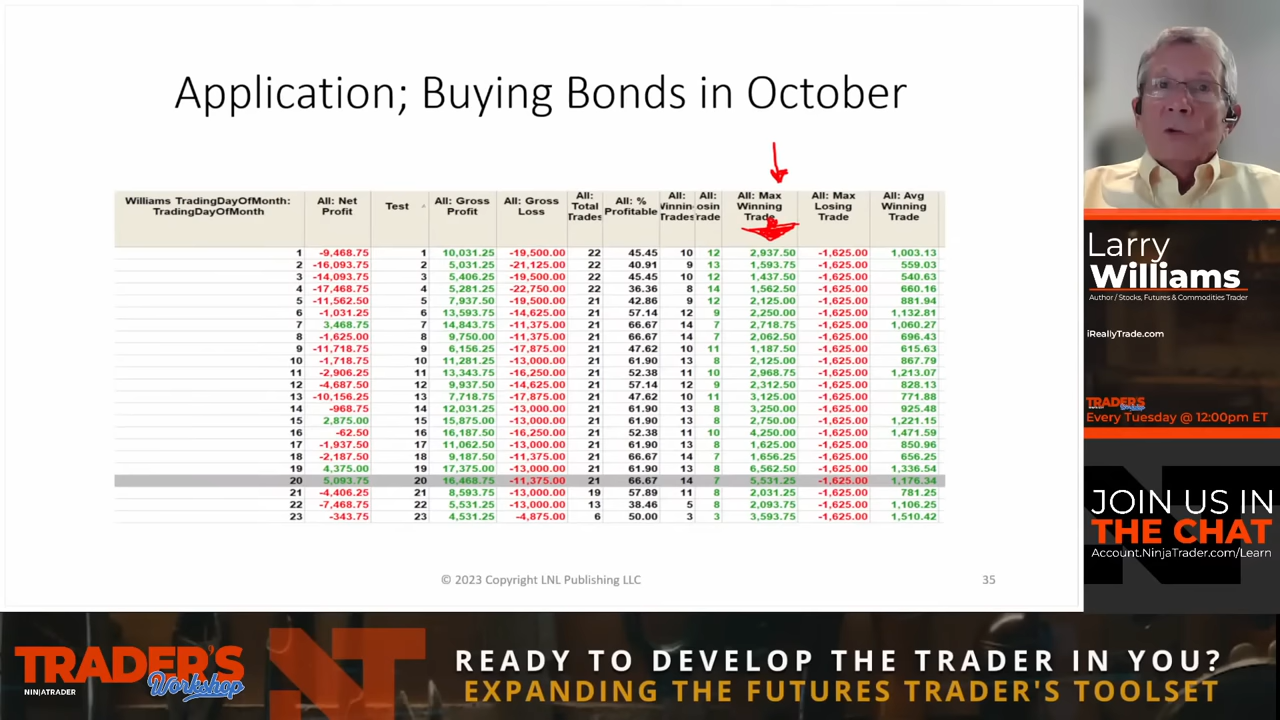 Application; Buying Bonds in October
Williams TradingDayOfMonth: TradingDayOfMonth | All: Net Profit | Test | All: Gross Profit | All: Gross Loss | All: Total Trades | All: % Profitable | All: Trades | All: | All: Max Winning Trade | All: Max Losing Trade | All: Avg Winning Trade
1 -9,468.75 1 10,031.25 -19,500.00 22 45.45 10 12 2,937.50 -1,625.00 1,003.13
2 -16,093.75 2 5,031.25 -21,125.00 22 40.91 9 13 1,593.75 -1,625.00 559.03
3 -14,093.75 3 5,406.25 -19,500.00 22 45.45 10 12 1,437.50 -1,625.00 540.63
4 -17,468.75 4 5,281.25 -22,750.00 22 36.36 8 14 1,562.50 -1,625.00 660.16
5 -11,562.50 5 7,937.50 -19,500.00 21 42.86 9 12 2,125.00 -1,625.00 881.94
6 -1,031.25 6 13,593.75 -14,625.00 21 57.14 12 9 2,250.00 -1,625.00 1,132.81
7 3,468.75 7 14,843.75 -11,375.00 21 66.67 14 7 2,718.75 -1,625.00 1,060.27
8 -1,625.00 8 9,750.00 -11,375.00 21 66.67 14 7 2,062.50 -1,625.00 696.43
9 -11,718.75 9 6,156.25 -17,875.00 21 47.62 10 11 1,187.50 -1,625.00 615.63
10 -1,718.75 10 11,281.25 -13,000.00 21 61.90 13 8 2,125.00 -1,625.00 867.79
11 -2,906.25 11 13,343.75 -16,250.00 21 52.38 11 10 2,968.75 -1,625.00 1,213.07
12 -4,687.50 12 9,937.50 -14,625.00 21 57.14 12 9 2,312.50 -1,625.00 828.13
13 -10,156.25 13 7,718.75 -17,875.00 21 47.62 10 11 3,125.00 -1,625.00 771.88
14 -968.75 14 12,031.25 -13,000.00 21 61.90 13 8 3,250.00 -1,625.00 925.48
15 2,875.00 15 15,875.00 -13,000.00 21 61.90 13 8 2,750.00 -1,625.00 1,221.15
16 -62.50 16 16,187.50 -16,250.00 21 52.38 11 10 4,250.00 -1,625.00 1,471.59
17 -1,937.50 17 11,062.50 -13,000.00 21 61.90 13 8 1,625.00 -1,625.00 850.96
18 -2,187.50 18 9,187.50 -11,375.00 21 66.67 14 7 1,656.25 -1,625.00 656.25
19 4,375.00 19 17,375.00 -13,000.00 21 61.90 13 8 6,562.50 -1,625.00 1,336.54
20 5,093.75 20 16,468.75 -11,375.00 21 66.67 14 7 5,531.25 -1,625.00 1,176.34
21 -4,406.25 21 8,593.75 -13,000.00 19 57.89 11 8 2,031.25 -1,625.00 781.25
22 -7,468.75 22 5,531.25 -13,000.00 13 38.46 5 8 2,093.75 -1,625.00 1,106.25
23 -343.75 23 4,531.25 -4,875.00 6 50.00 3 3 3,593.75 -1,625.00 1,510.42
© 2023 Copyright LNL Publishing LLC
35
Larry
Williams
Author / Stocks, Futures & Commodities Trader
iReallyTrade.com
TRADER'S
Every Tuesday @ 12:00pm ET
JOIN US IN
THE CHAT
Account.NinjaTrader.com/Learn
TRADER'S
Workshop
NINJATRADER
READY TO DEVELOP THE TRADER IN YOU?
EXPANDING THE FUTURES TRADER'S TOOLSET